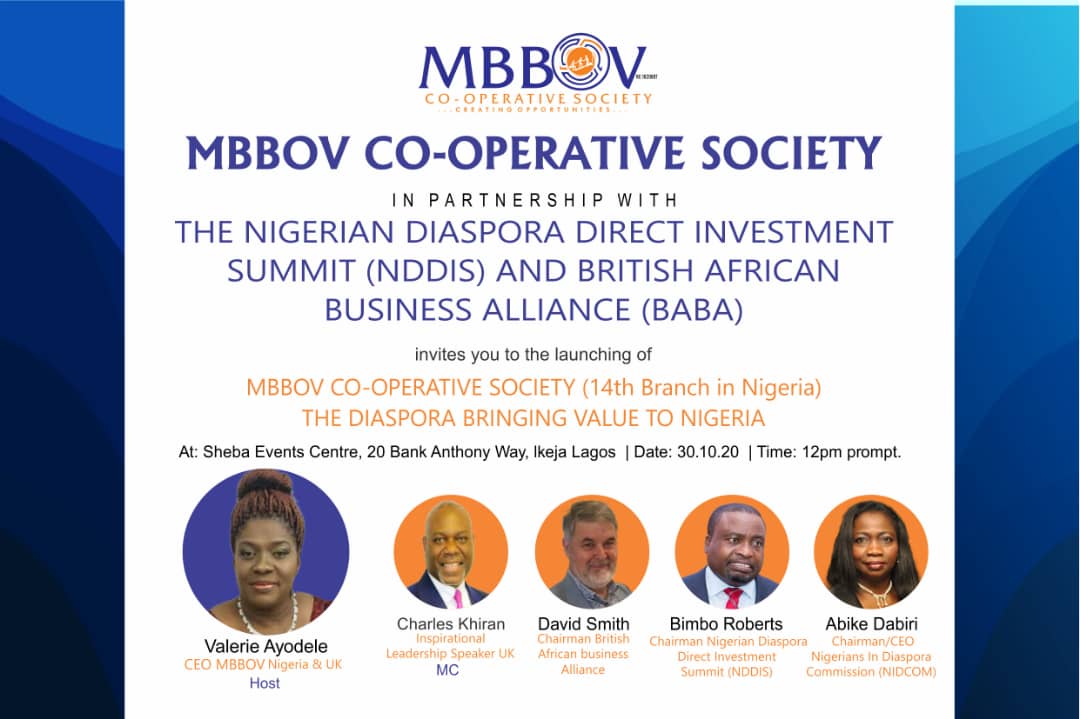 MBBOV
CO-OPERATIVE SOCIETY
...CREATING OPPORTUNITIES...
MBBOV CO-OPERATIVE SOCIETY
IN PARTNERSHIP WITH
THE NIGERIAN DIASPORA DIRECT INVESTMENT
SUMMIT (NDDIS) AND BRITISH AFRICAN
BUSINESS ALLIANCE (BABA)
invites you to the launching of
MBBOV CO-OPERATIVE SOCIETY (14th Branch in Nigeria)
THE DIASPORA BRINGING VALUE TO NIGERIA
At: Sheba Events Centre, 20 Bank Anthony Way, Ikeja Lagos | Date: 30.10.20 | Time: 12pm prompt.
Valerie Ayodele
CEO MBBOV Nigeria & UK
Host
Charles Khiran
Inspirational
Leadership Speaker UK
MC
David Smith
Chairman British
African business
Alliance
Bimbo Roberts
Chairman Nigerian Diaspora
Direct Investment
Summit (NDDIS)
Abike Dabiri
Chairman/CEO
Nigerians In Diaspora
Commission (NIDCOM)